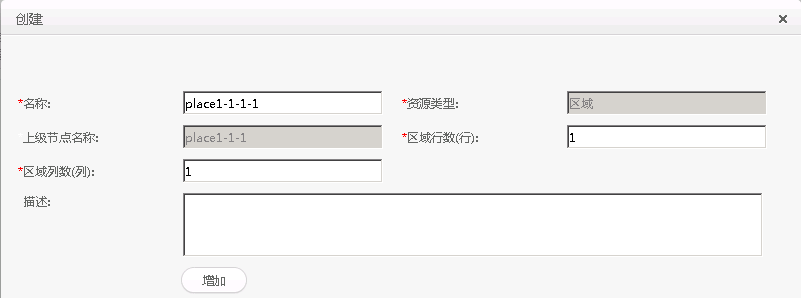 创建
*名称: place1-1-1-1 *资源类型: 区域
上级节点名称: place1-1-1 *区域行数(行): 1
*区域列数(列): 1
描述:
增加